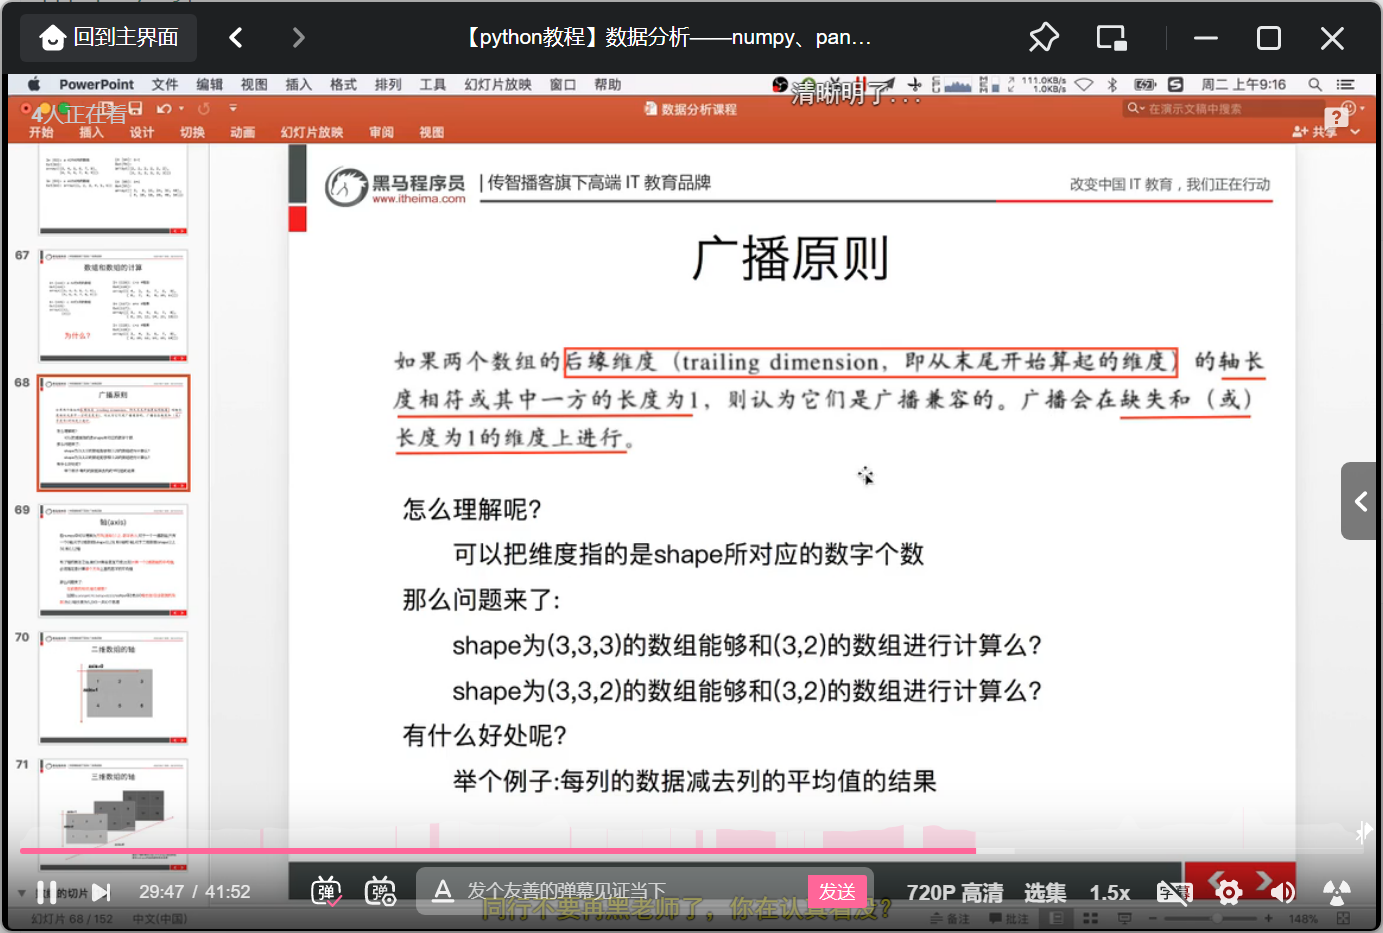 回到主界面
【python教程】数据分析——numpy、pan...
PowerPoint 文件 编辑 视图 插入 格式 排列 工具 幻灯片放映 窗口 帮助
111.0KB/s
1.0KB/s
周二 上午9:16
清晰明了...
4人正在看
数据分析课程
在演示文稿中搜索
开始 插入 设计 切换 动画 幻灯片放映 审阅 视图
共享
67
数组和数组的计算
为什么?
68
广播原则
69
轴(axis)
70
二维数组的轴
71
三维数组的轴
黑马程序员
www.itheima.com
传智播客旗下高端 IT 教育品牌
改变中国 IT 教育，我们正在行动
广播原则
如果两个数组的后缘维度（trailing dimension，即从末尾开始算起的维度）的轴长
度相符或其中一方的长度为1，则认为它们是广播兼容的。广播会在缺失和（或）
长度为1的维度上进行。
怎么理解呢?
可以把维度指的是shape所对应的数字个数
那么问题来了:
shape为(3,3,3)的数组能够和(3,2)的数组进行计算么?
shape为(3,3,2)的数组能够和(3,2)的数组进行计算么?
有什么好处呢?
举个例子:每列的数据减去列的平均值的结果
的切片
29:47 / 41:52
弹
弹
发个友善的弹幕见证当下
发送
720P 高清
选集
1.5x
字幕
同行不要再黑老师了，你在认真看没?
幻灯片 68 / 152
中文(中国)
备注
批注
148%